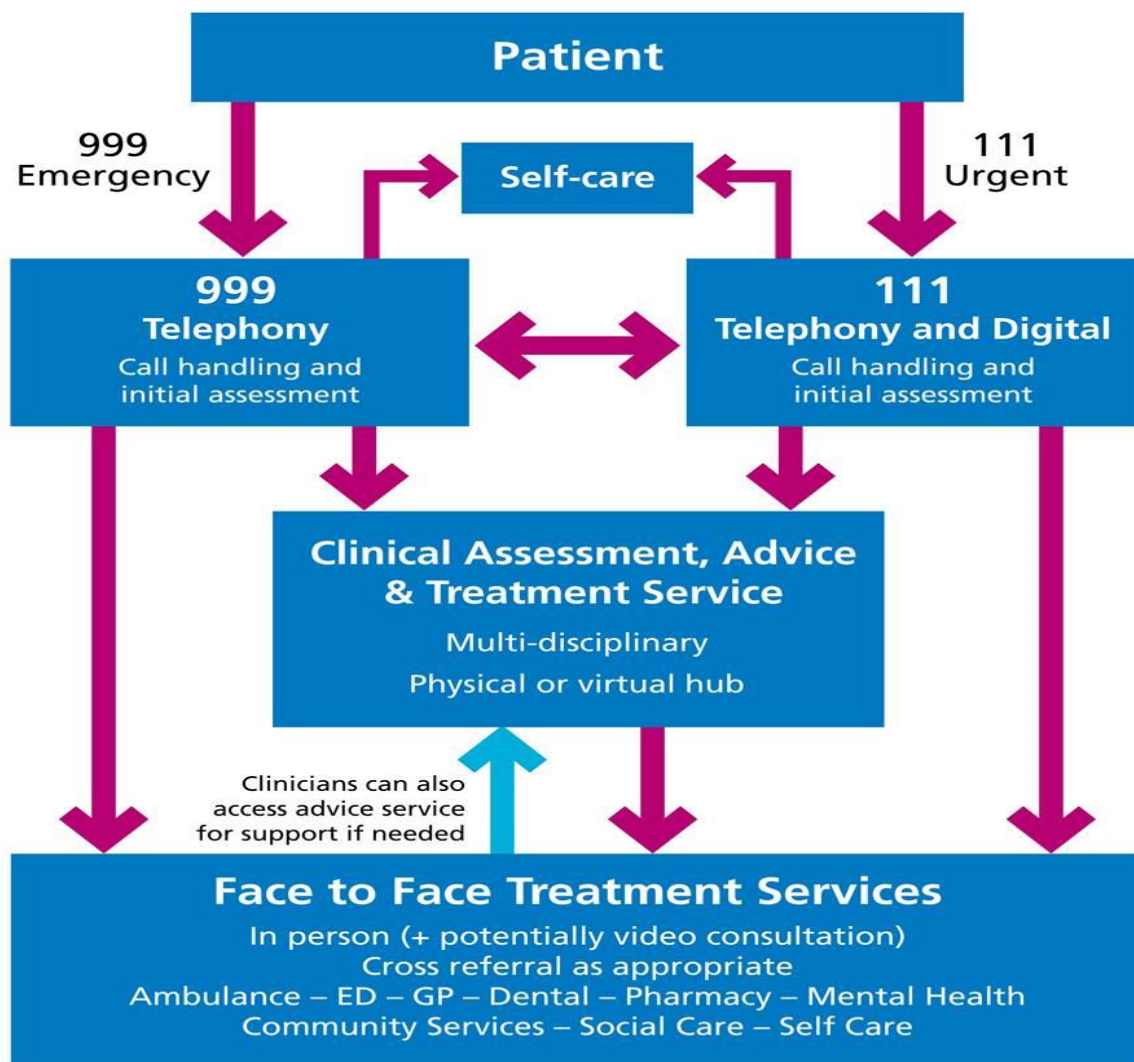 Patient
999
Emergency
Self-care
111
Urgent
999
Telephony
Call handling and
initial assessment
111
Telephony and Digital
Call handling and
initial assessment
Clinical Assessment, Advice
& Treatment Service
Multi-disciplinary
Physical or virtual hub
Clinicians can also
access advice service
for support if needed
Face to Face Treatment Services
In person (+ potentially video consultation)
Cross referral as appropriate
Ambulance – ED – GP – Dental – Pharmacy – Mental Health
Community Services – Social Care – Self Care